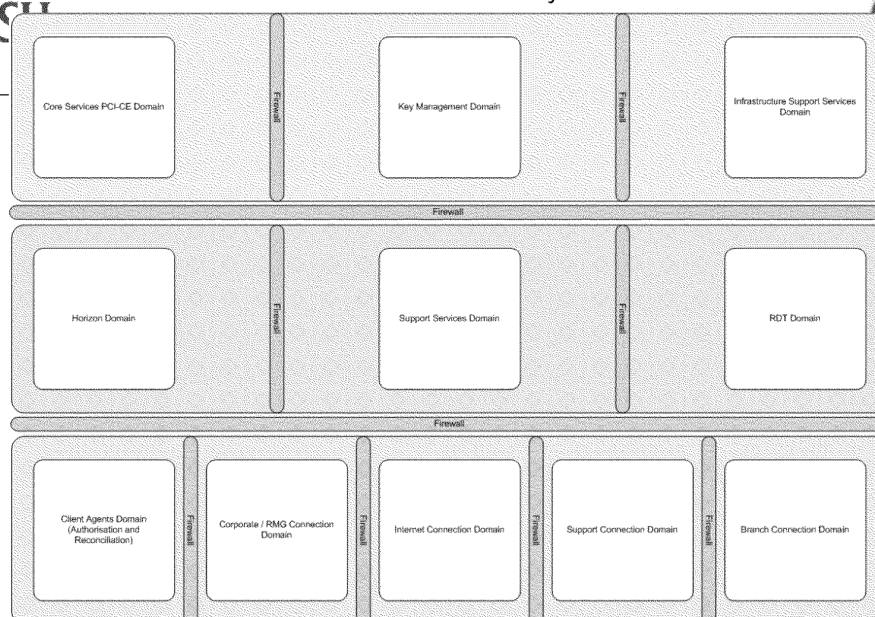 Core Services PCI-CE Domain
Firewall
Key Management Domain
Firewall
Infrastructure Support Services
Domain
Firewall
Horizon Domain
Firewall
Support Services Domain
Firewall
RDT Domain
Firewall
Client Agents Domain
(Authorisation and
Reconciliation)
Firewall
Corporate / RMG Connection
Domain
Firewall
Internet Connection Domain
Firewall
Support Connection Domain
Firewall
Branch Connection Domain